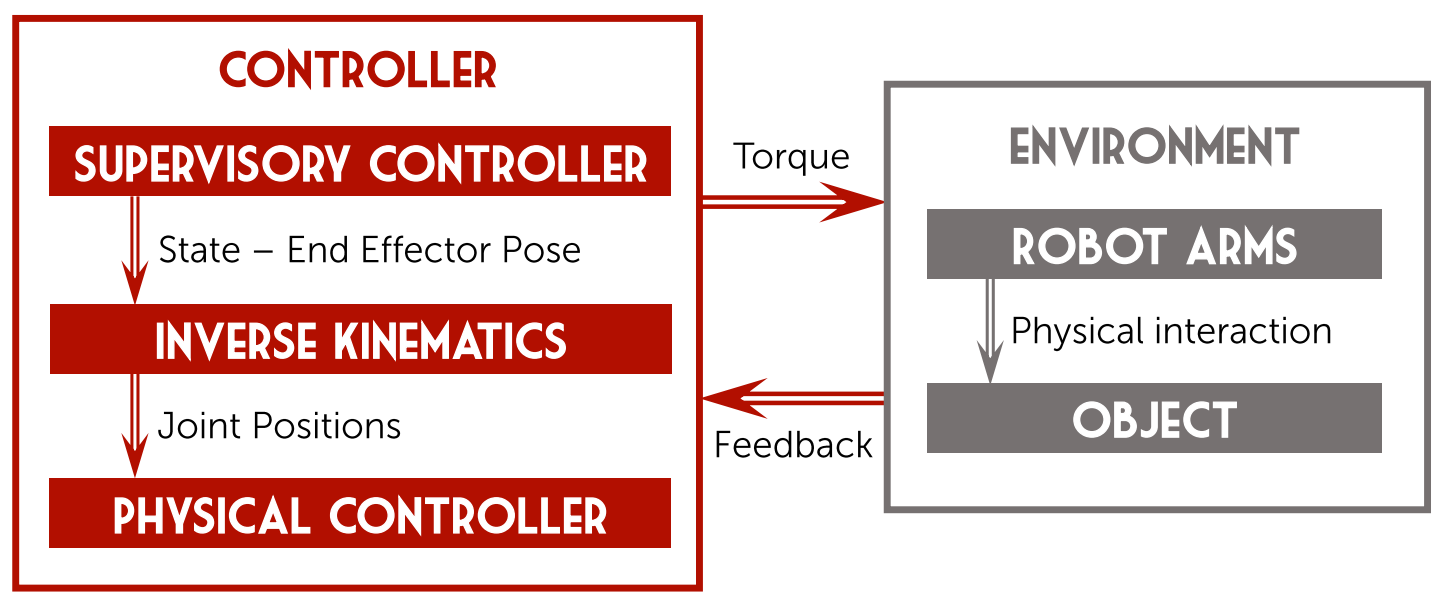 CONTROLLER
SUPERVISORY CONTROLLER
State – End Effector Pose
INVERSE KINEMATICS
Joint Positions
PHYSICAL CONTROLLER
Torque
Feedback
ENVIRONMENT
ROBOT ARMS
Physical interaction
OBJECT